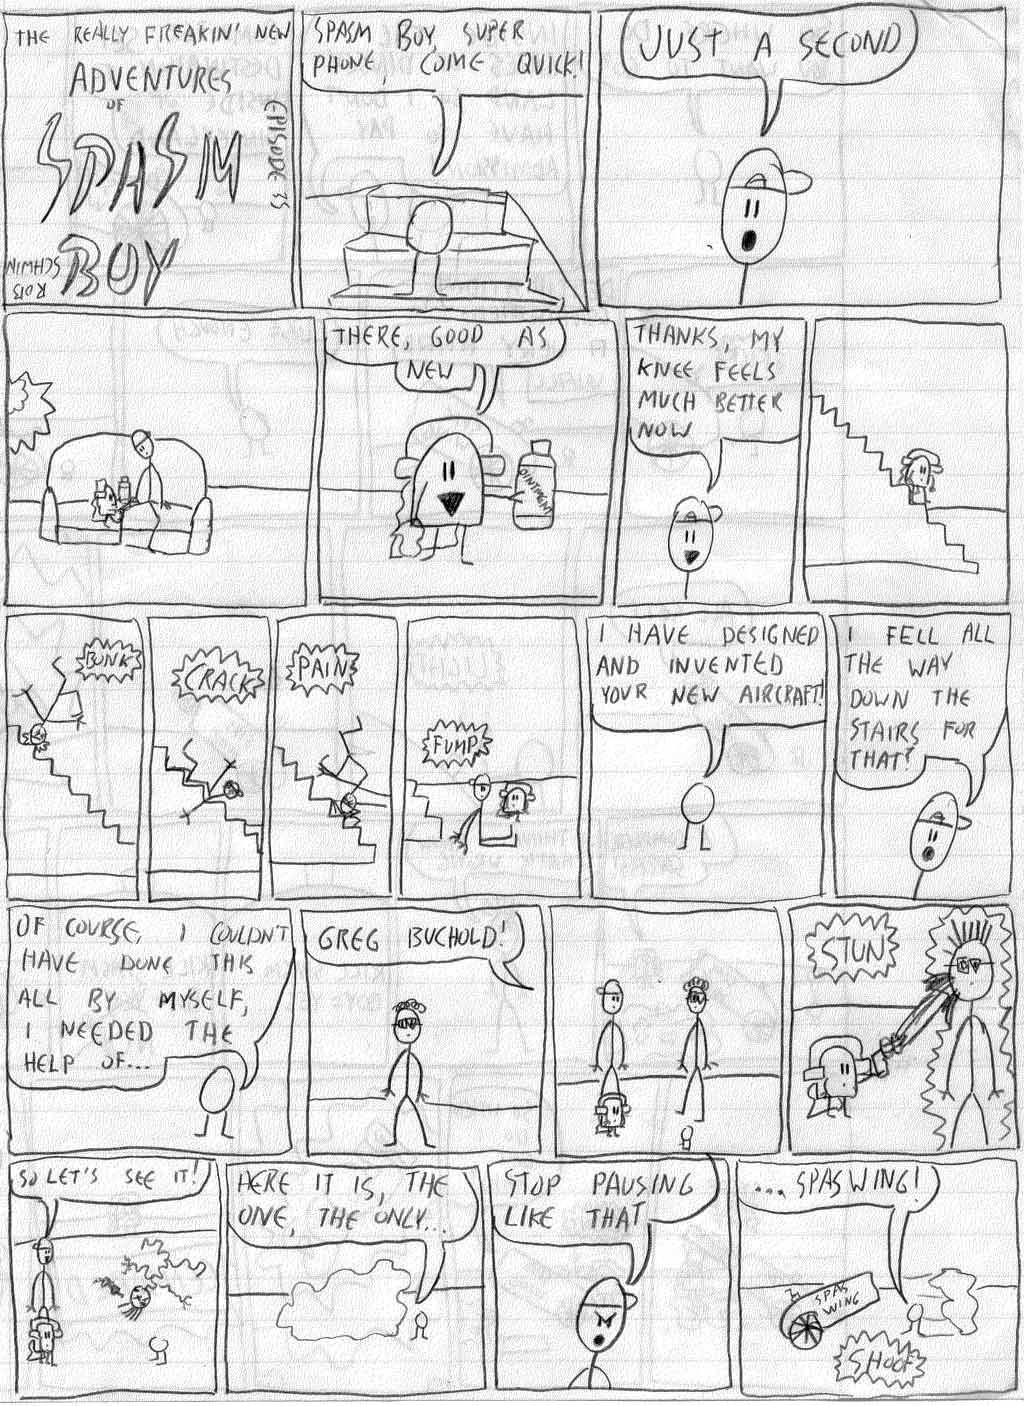 THE REALLY FREAKIN' NEW
ADVENTURES
OF
SPASM
BOY
EPISODE 35
ROB
SCHWIN
SPASM BOY, SUPER
PHONE, COME QUICK!
JUST A SECOND
THERE, GOOD AS
NEW
OINTMENT
THANKS, MY
KNEE FEELS
MUCH BETTER
NOW
BONK
CRACK
PAIN
FUMP
I HAVE DESIGNED
AND INVENTED
YOUR NEW AIRCRAFT!
I FELL ALL
THE WAY
DOWN THE
STAIRS FOR
THAT?
OF COURSE, I COULDN'T
HAVE DONE THIS
ALL BY MYSELF,
I NEEDED THE
HELP OF...
GREG BUCHOLD!
STUN
SO LET'S SEE IT!
HERE IT IS, THE
ONE, THE ONLY...
STOP PAUSING
LIKE THAT
...SPASWING!
SPAS
WING
SHOOF